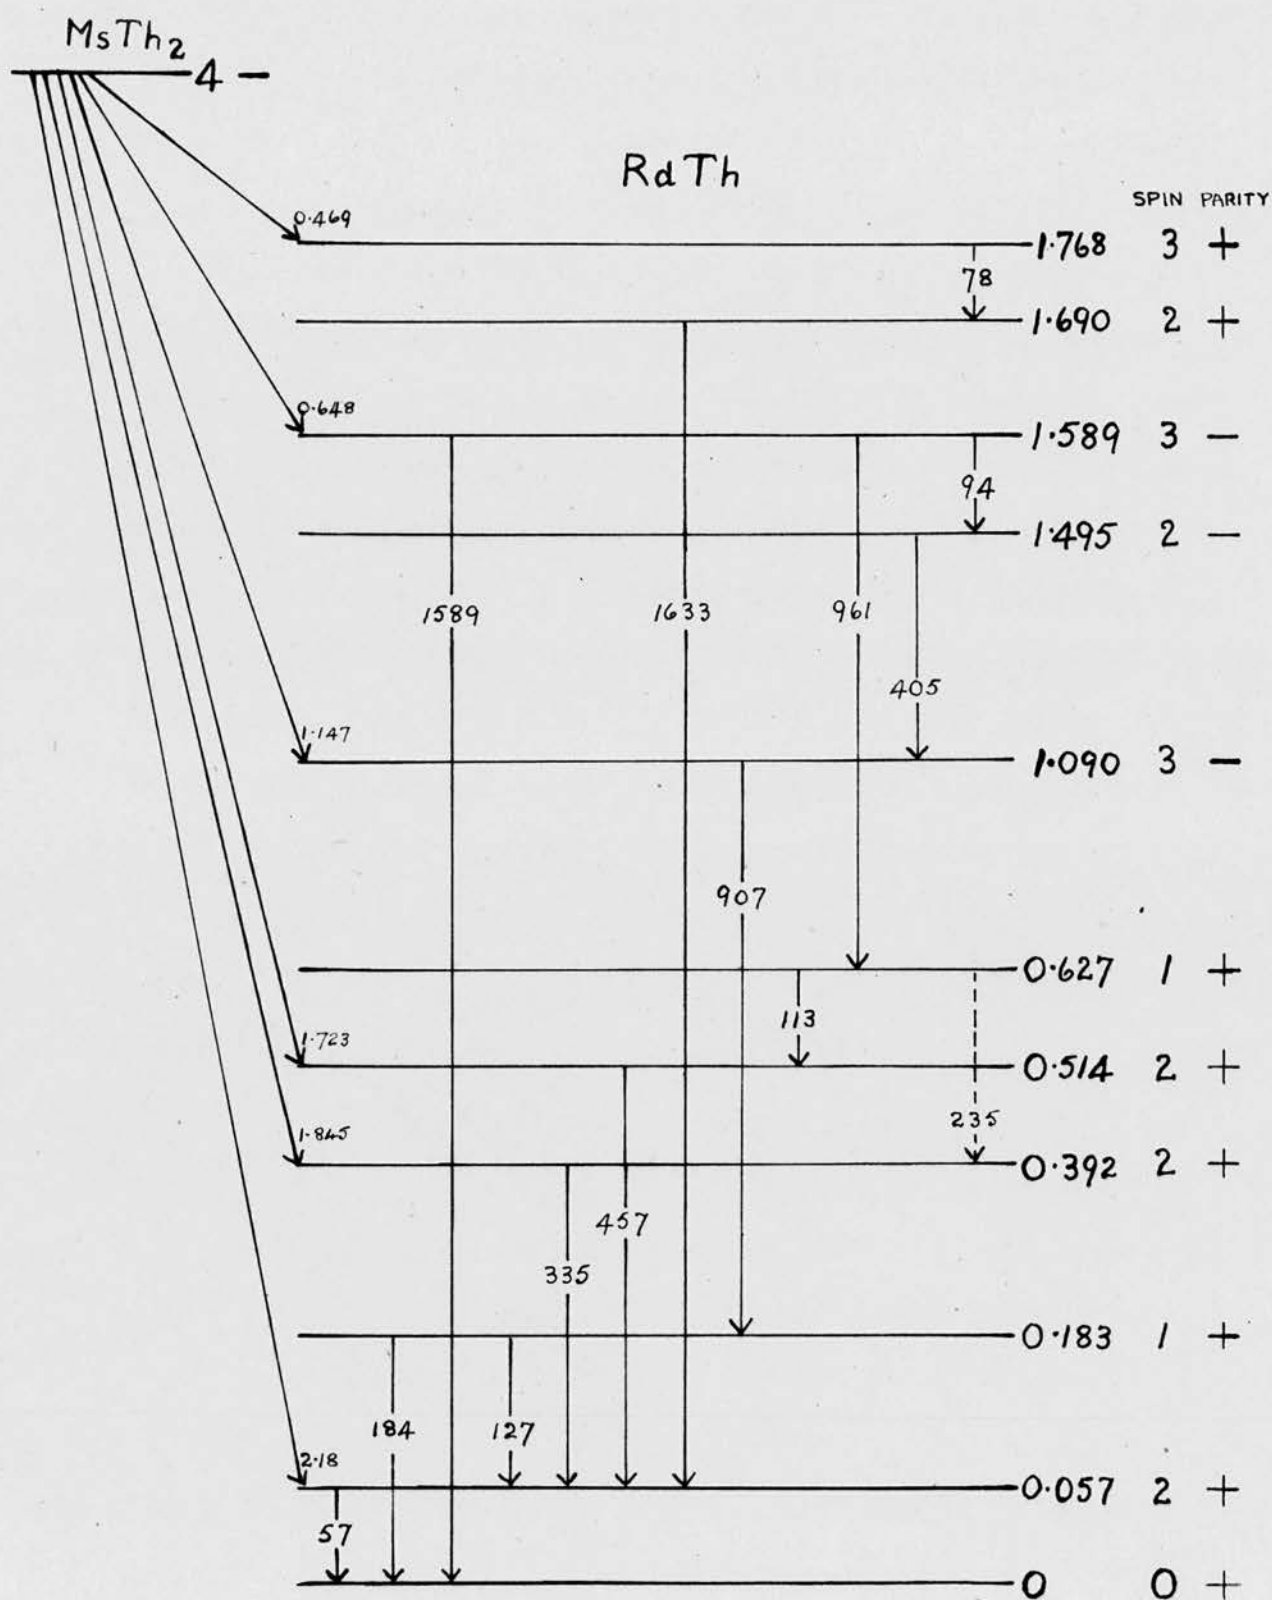 MsTh₂
4 −
RdTh
SPIN PARITY
0·469
1·768 3 +
78
1·690 2 +
0·648
1·589 3 −
94
1·495 2 −
1589 1633 961
405
1·147
1·090 3 −
907
0·627 1 +
113
1·723
0·514 2 +
235
1·845
0·392 2 +
457
335
0·183 1 +
184 127
2·18
0·057 2 +
57
0 0 +